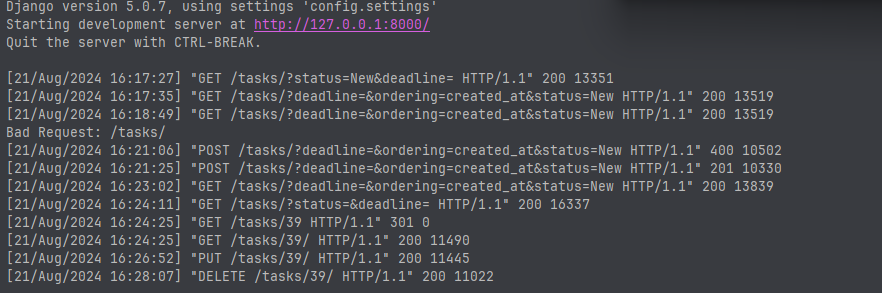 Django version 5.0.7, using settings 'config.settings'
Starting development server at http://127.0.0.1:8000/
Quit the server with CTRL-BREAK.
[21/Aug/2024 16:17:27] "GET /tasks/?status=New&deadline= HTTP/1.1" 200 13351
[21/Aug/2024 16:17:35] "GET /tasks/?deadline=&ordering=created_at&status=New HTTP/1.1" 200 13519
[21/Aug/2024 16:18:49] "GET /tasks/?deadline=&ordering=created_at&status=New HTTP/1.1" 200 13519
Bad Request: /tasks/
[21/Aug/2024 16:21:06] "POST /tasks/?deadline=&ordering=created_at&status=New HTTP/1.1" 400 10502
[21/Aug/2024 16:21:25] "POST /tasks/?deadline=&ordering=created_at&status=New HTTP/1.1" 201 10330
[21/Aug/2024 16:23:02] "GET /tasks/?deadline=&ordering=created_at&status=New HTTP/1.1" 200 13839
[21/Aug/2024 16:24:11] "GET /tasks/?status=&deadline= HTTP/1.1" 200 16337
[21/Aug/2024 16:24:25] "GET /tasks/39 HTTP/1.1" 301 0
[21/Aug/2024 16:24:25] "GET /tasks/39/ HTTP/1.1" 200 11490
[21/Aug/2024 16:26:52] "PUT /tasks/39/ HTTP/1.1" 200 11445
[21/Aug/2024 16:28:07] "DELETE /tasks/39/ HTTP/1.1" 200 11022